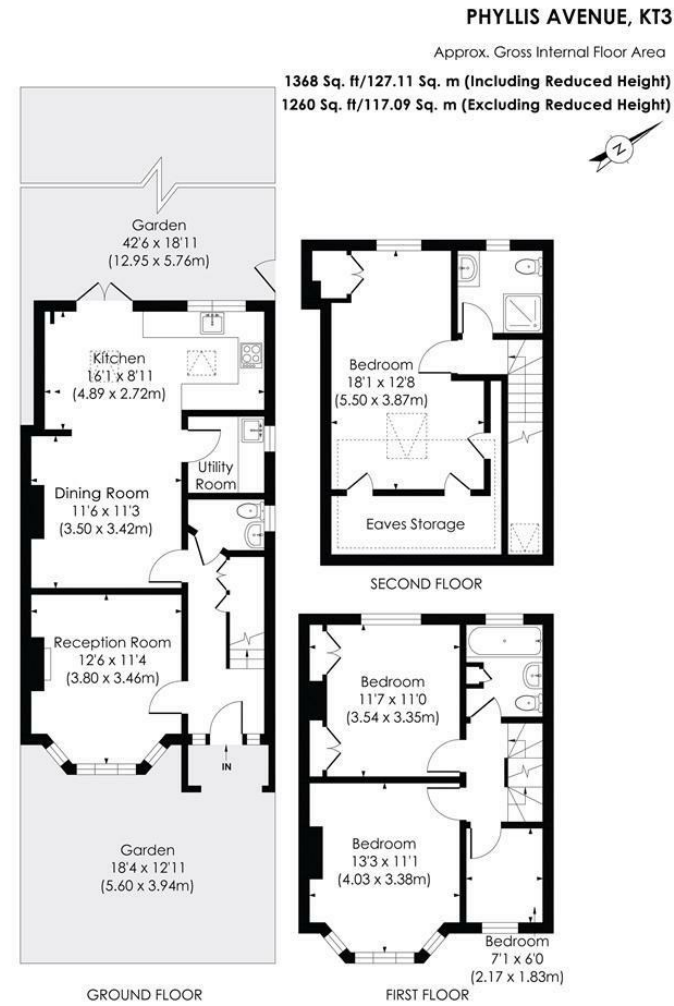 PHYLLIS AVENUE, KT3
Approx. Gross Internal Floor Area
1368 Sq. ft/127.11 Sq. m (Including Reduced Height)
1260 Sq. ft/117.09 Sq. m (Excluding Reduced Height)
N
Garden
42'6 x 18'11
(12.95 x 5.76m)
Kitchen
16'1 x 8'11
(4.89 x 2.72m)
Utility
Room
Dining Room
11'6 x 11'3
(3.50 x 3.42m)
Reception Room
12'6 x 11'4
(3.80 x 3.46m)
IN
Garden
18'4 x 12'11
(5.60 x 3.94m)
GROUND FLOOR
Bedroom
18'1 x 12'8
(5.50 x 3.87m)
Eaves Storage
SECOND FLOOR
Bedroom
11'7 x 11'0
(3.54 x 3.35m)
Bedroom
13'3 x 11'1
(4.03 x 3.38m)
Bedroom
7'1 x 6'0
(2.17 x 1.83m)
FIRST FLOOR